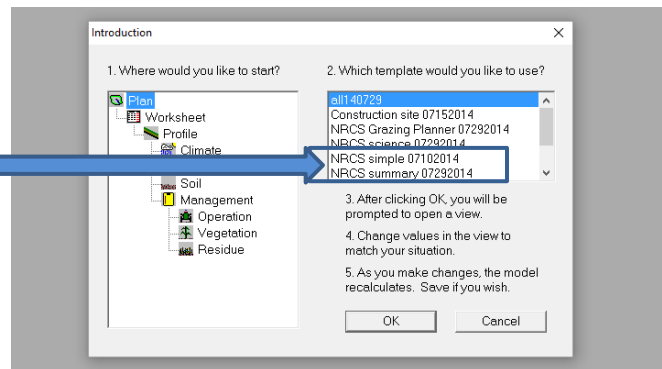 Introduction
1. Where would you like to start?
Plan
Worksheet
Profile
Climate
Soil
Management
Operation
Vegetation
Residue
2. Which template would you like to use?
all140729
Construction site 07152014
NRCS Grazing Planner 07292014
NRCS science 07292014
NRCS simple 07102014
NRCS summary 07292014
3. After clicking OK, you will be
prompted to open a view.
4. Change values in the view to
match your situation.
5. As you make changes, the model
recalculates. Save if you wish.
OK
Cancel